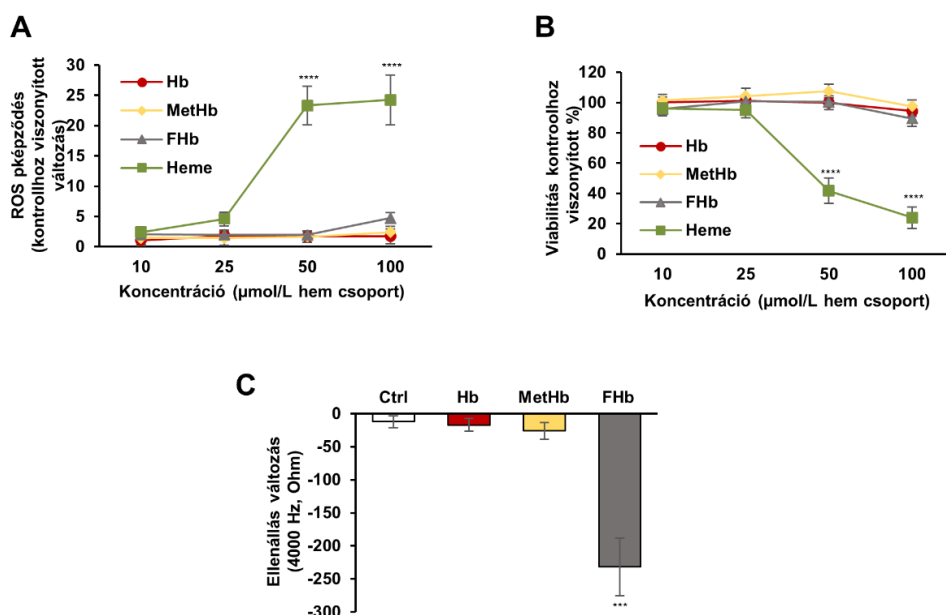 A
ROS pképződés
(kontrollhoz viszonyított
változás)
30
25
20
15
10
5
0
Hb
MetHb
FHb
Heme
****
****
10 25 50 100
Koncentráció (µmol/L hem csoport)
B
Viabilitás kontroolhoz
viszonyított %
120
100
80
60
40
20
0
Hb
MetHb
FHb
Heme
****
****
10 25 50 100
Koncentráció (µmol/L hem csoport)
C
Ctrl Hb MetHb FHb
Ellenállás változás
(4000 Hz, Ohm)
0
-50
-100
-150
-200
-250
-300
***